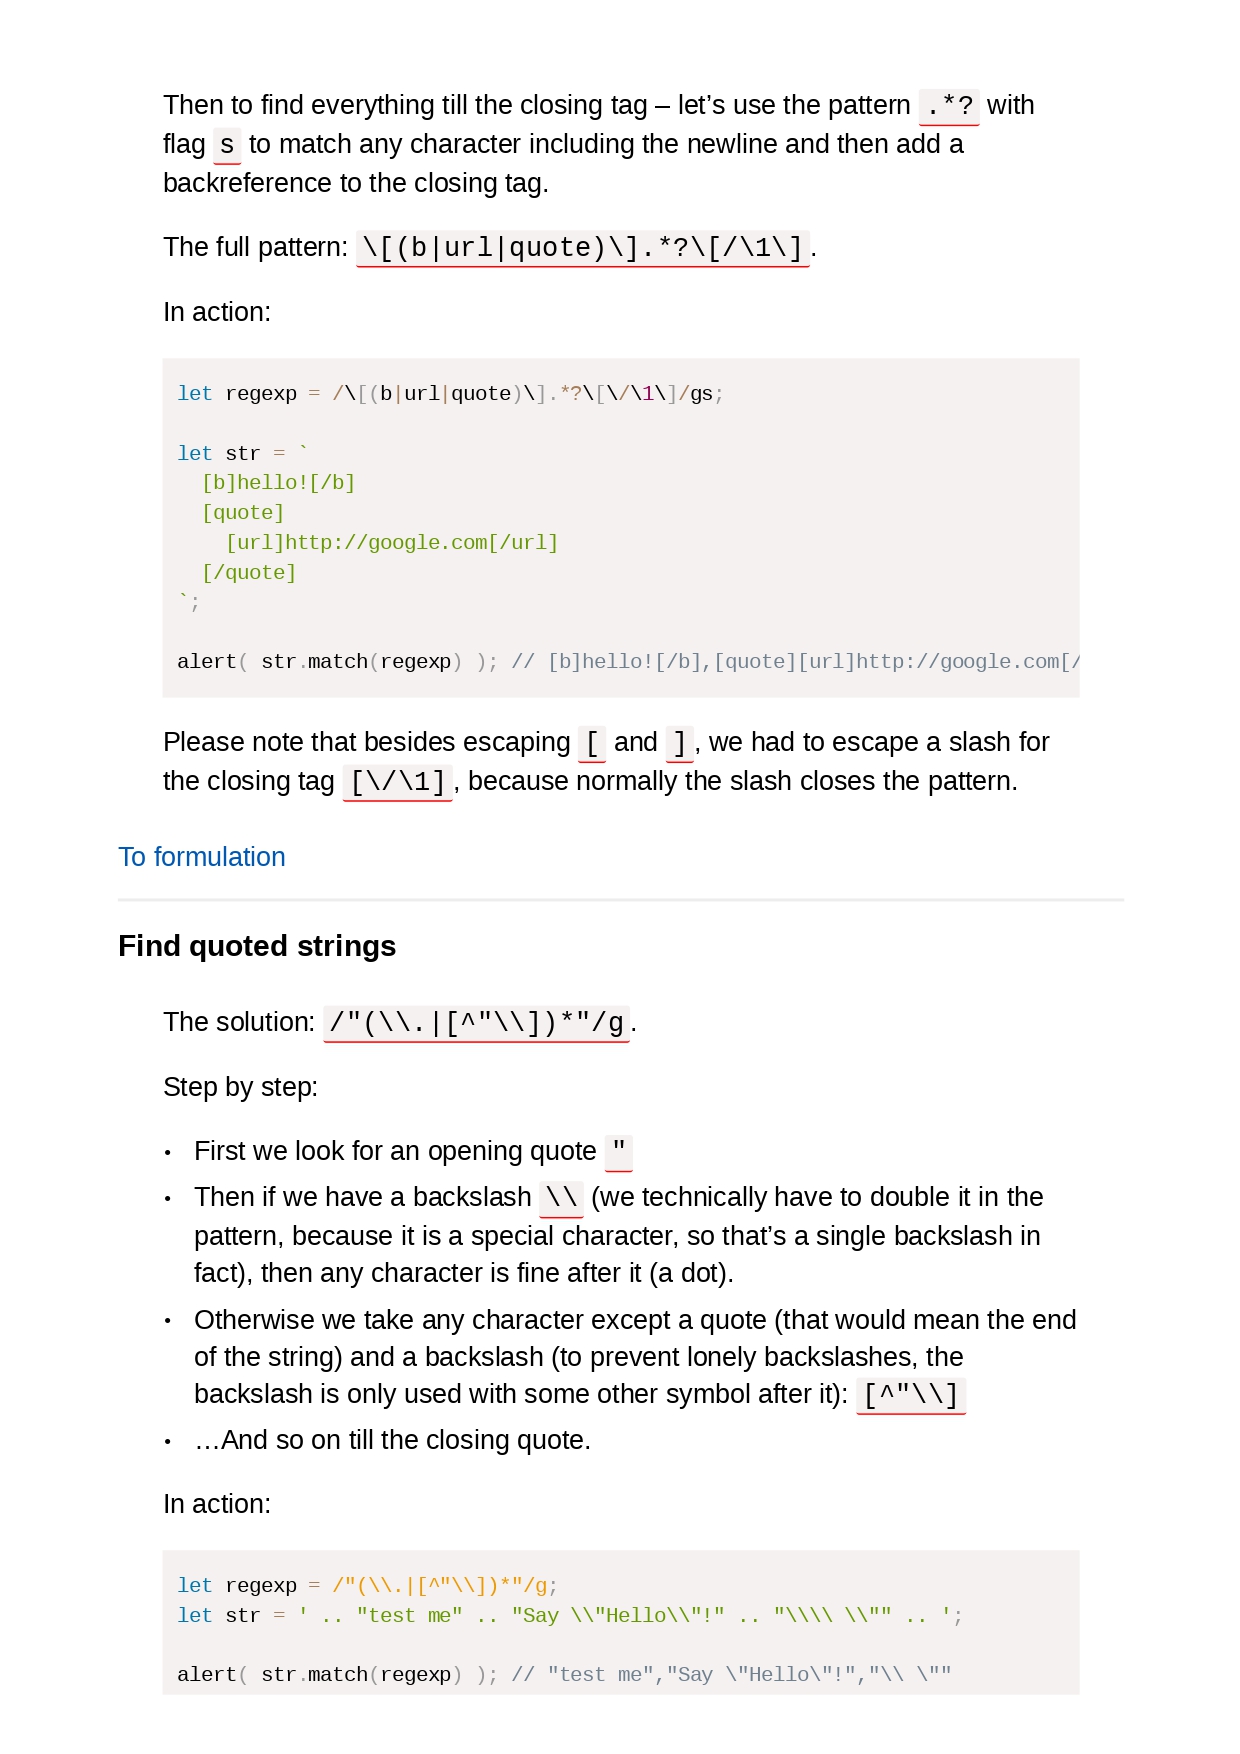 Then to find everything till the closing tag – let’s use the pattern .*? with
flag s to match any character including the newline and then add a
backreference to the closing tag.
The full pattern: \[(b|url|quote)\].*?\[/\1\].
In action:
let regexp = /\[(b|url|quote)\].*?\[\/\1\]/gs;
let str = `
  [b]hello![/b]
  [quote]
    [url]http://google.com[/url]
  [/quote]
`;
alert( str.match(regexp) ); // [b]hello![/b],[quote][url]http://google.com[/
Please note that besides escaping [ and ], we had to escape a slash for
the closing tag [\/\1], because normally the slash closes the pattern.
To formulation
Find quoted strings
The solution: /"(\\.|[^"\\])*"/g.
Step by step:
• First we look for an opening quote "
• Then if we have a backslash \\ (we technically have to double it in the
pattern, because it is a special character, so that’s a single backslash in
fact), then any character is fine after it (a dot).
• Otherwise we take any character except a quote (that would mean the end
of the string) and a backslash (to prevent lonely backslashes, the
backslash is only used with some other symbol after it): [^"\\]
• …And so on till the closing quote.
In action:
let regexp = /"(\\.|[^"\\])*"/g;
let str = ' .. "test me" .. "Say \\"Hello\\"!" .. "\\\\ \\"" .. ';
alert( str.match(regexp) ); // "test me","Say \"Hello\"!","\\ \""